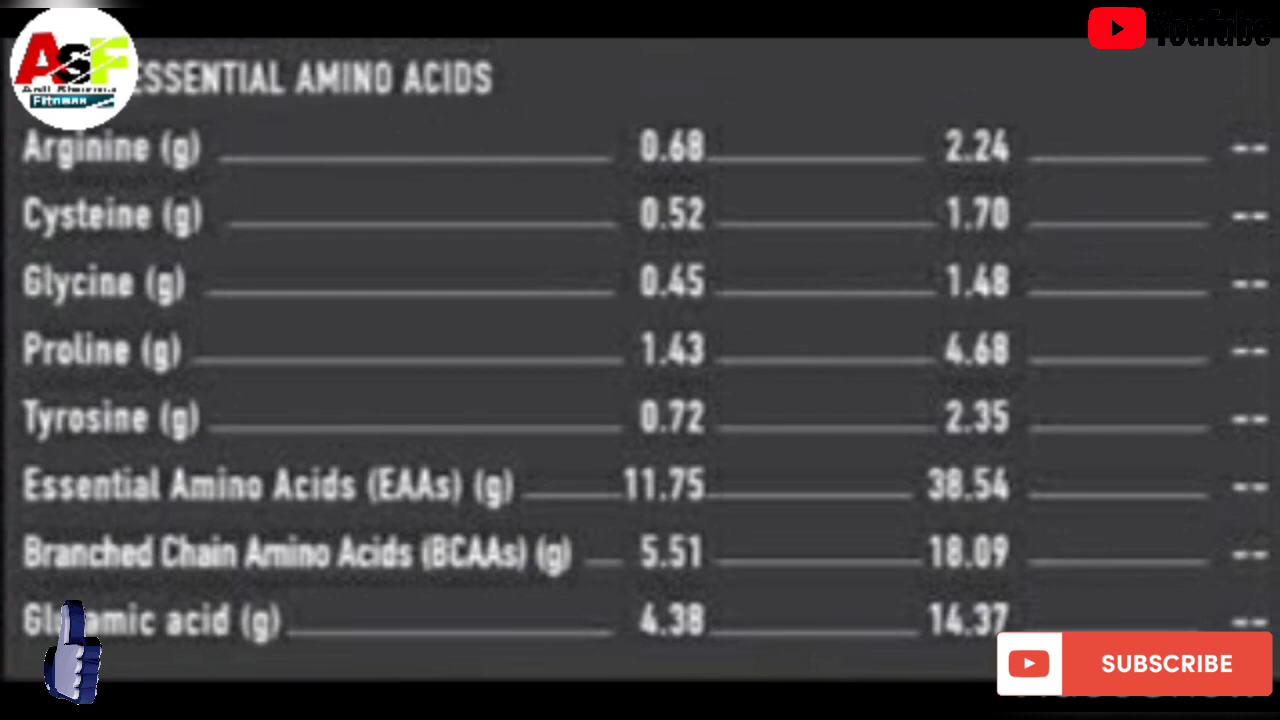 YouTube
ASF
Fitness
ESSENTIAL AMINO ACIDS
Arginine (g) 0.68 2.24 --
Cysteine (g) 0.52 1.70 --
Glycine (g) 0.45 1.48 --
Proline (g) 1.43 4.68 --
Tyrosine (g) 0.72 2.35 --
Essential Amino Acids (EAAs) (g) 11.75 38.54 --
Branched Chain Amino Acids (BCAAs) (g) 5.51 18.09 --
acid (g) 4.38 14.37 --
SUBSCRIBE